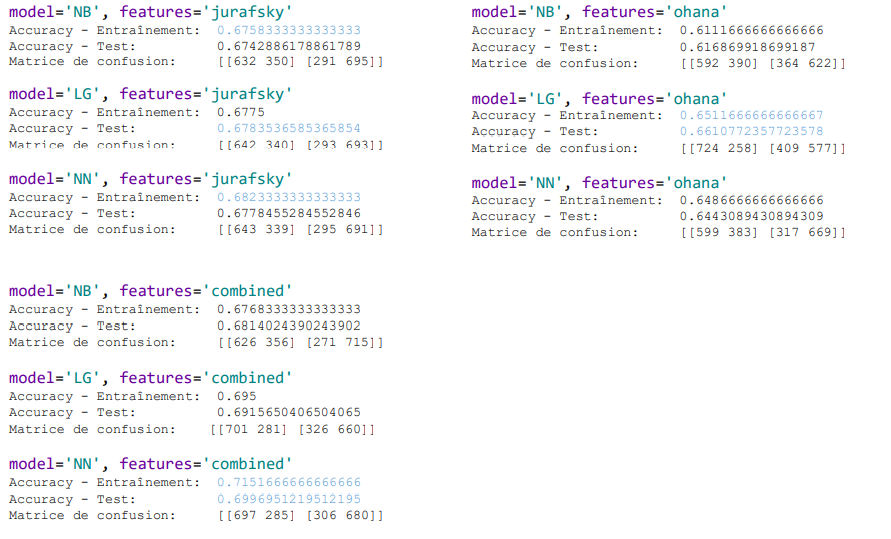 model='NB', features='jurafsky'
Accuracy - Entraînement: 0.6758333333333333
Accuracy - Test: 0.6742886178861789
Matrice de confusion: [[632 350] [291 695]]
model='LG', features='jurafsky'
Accuracy - Entraînement: 0.6775
Accuracy - Test: 0.6783536585365854
Matrice de confusion: [[642 340] [293 693]]
model='NN', features='jurafsky'
Accuracy - Entraînement: 0.6823333333333333
Accuracy - Test: 0.6778455284552846
Matrice de confusion: [[643 339] [295 691]]
model='NB', features='combined'
Accuracy - Entraînement: 0.6768333333333333
Accuracy - Test: 0.6814024390243902
Matrice de confusion: [[626 356] [271 715]]
model='LG', features='combined'
Accuracy - Entraînement: 0.695
Accuracy - Test: 0.6915650406504065
Matrice de confusion: [[701 281] [326 660]]
model='NN', features='combined'
Accuracy - Entraînement: 0.7151666666666666
Accuracy - Test: 0.6996951219512195
Matrice de confusion: [[697 285] [306 680]]
model='NB', features='ohana'
Accuracy - Entraînement: 0.6111666666666666
Accuracy - Test: 0.616869918699187
Matrice de confusion: [[592 390] [364 622]]
model='LG', features='ohana'
Accuracy - Entraînement: 0.6511666666666667
Accuracy - Test: 0.6610772357723578
Matrice de confusion: [[724 258] [409 577]]
model='NN', features='ohana'
Accuracy - Entraînement: 0.6486666666666666
Accuracy - Test: 0.6443089430894309
Matrice de confusion: [[599 383] [317 669]]